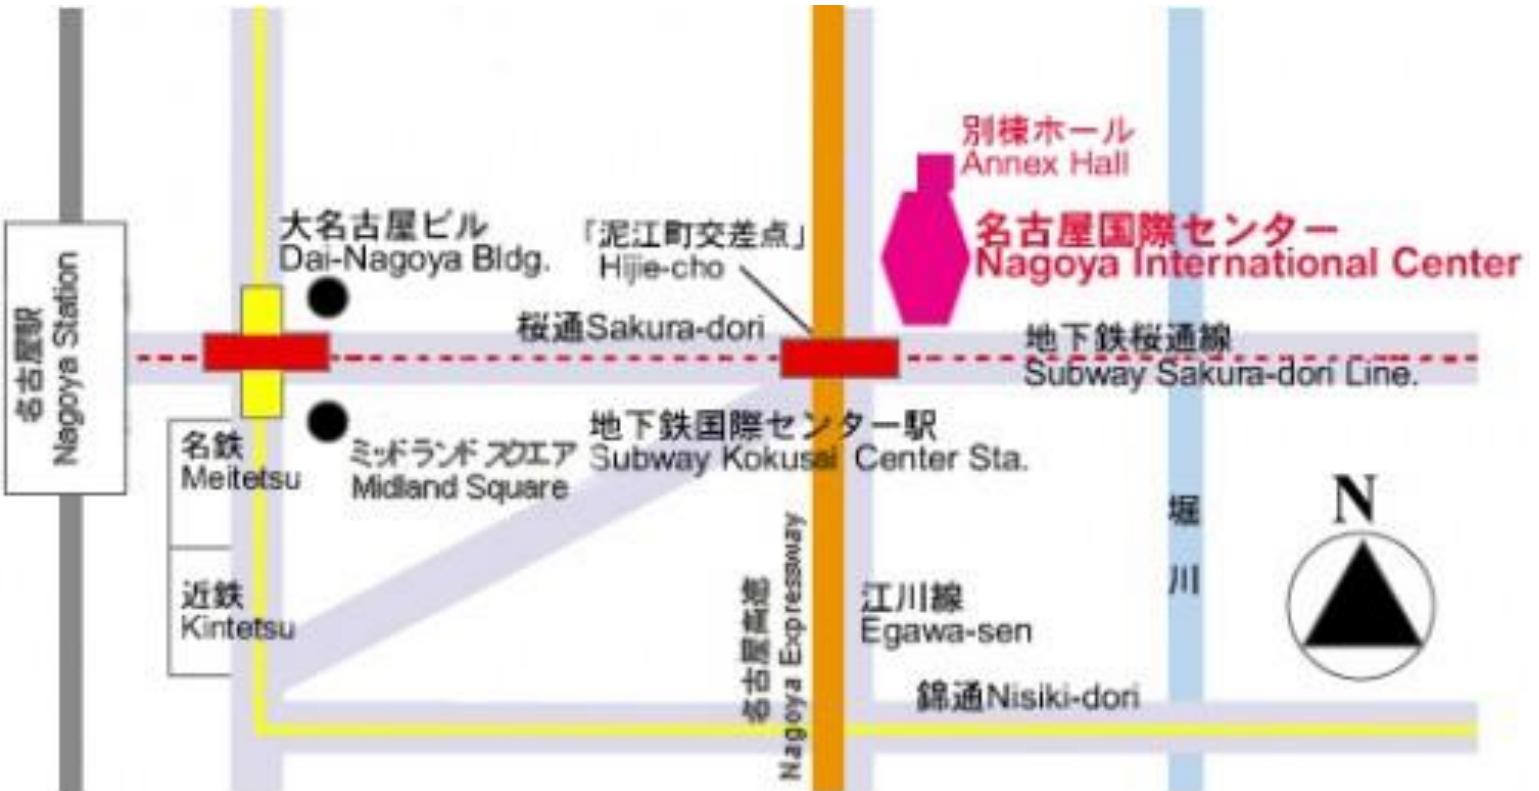 別棟ホール
Annex Hall
大名古屋ビル
Dai-Nagoya Bldg.
「泥江町交差点」
Hijie-cho
名古屋国際センター
Nagoya International Center
名古屋駅
Nagoya Station
桜通Sakura-dori
地下鉄桜通線
Subway Sakura-dori Line.
名鉄
Meitetsu
ミッドランドスクエア
Midland Square
地下鉄国際センター駅
Subway Kokusai Center Sta.
N
堀川
近鉄
Kintetsu
名古屋高速
Nagoya Expressway
江川線
Egawa-sen
錦通Nisiki-dori